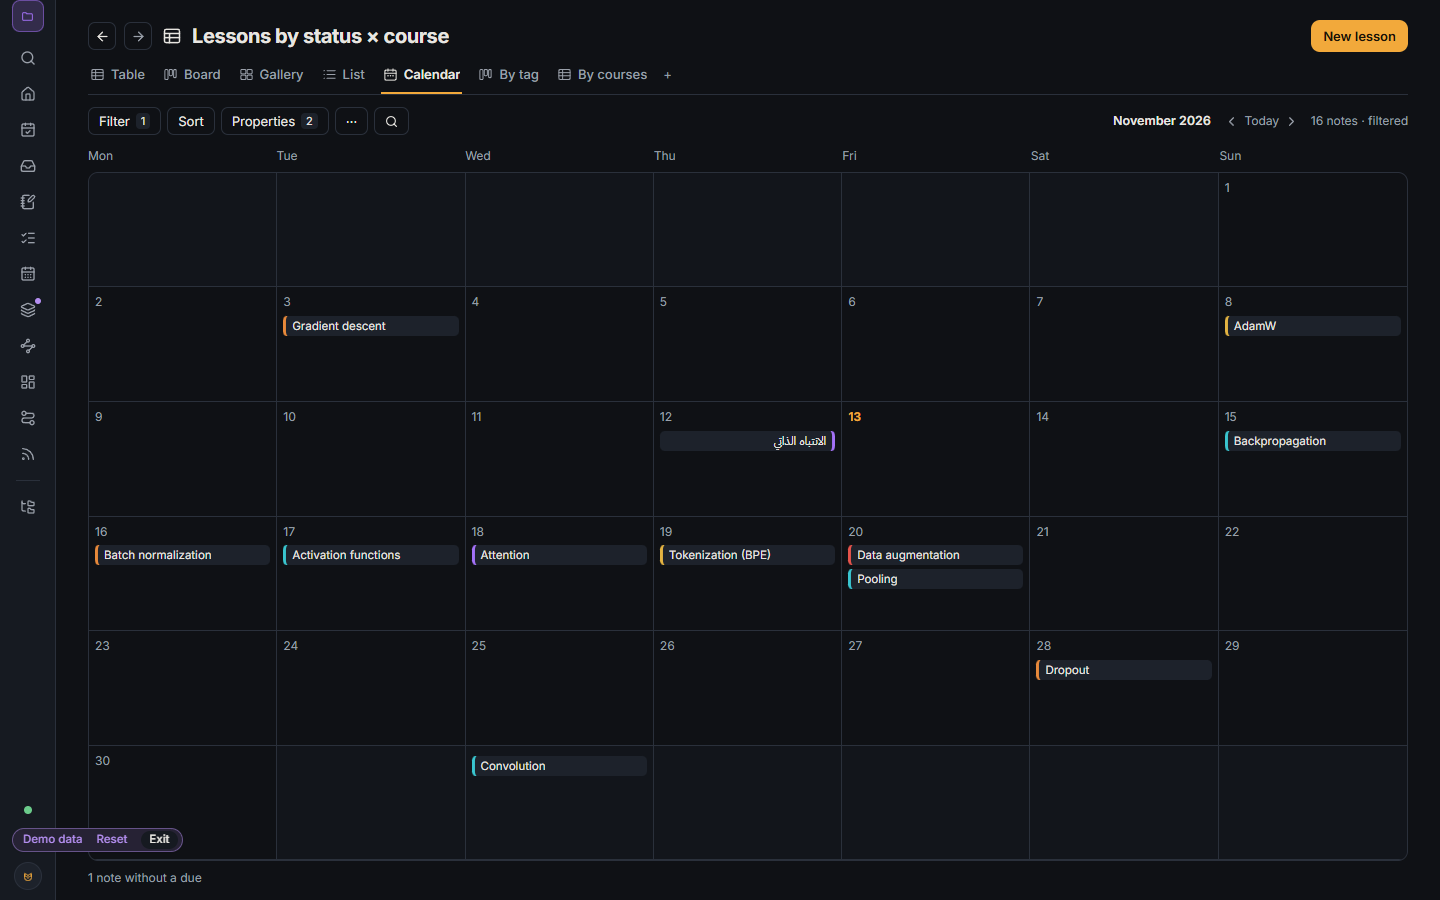 Lessons by status × course
New lesson
Table Board Gallery List Calendar By tag By courses +
Filter 1 Sort Properties 2 ...
November 2026 Today 16 notes · filtered
Mon Tue Wed Thu Fri Sat Sun
1
2 3 4 5 6 7 8
Gradient descent AdamW
9 10 11 12 13 14 15
الانتباه الذاتي Backpropagation
16 17 18 19 20 21 22
Batch normalization Activation functions Attention Tokenization (BPE) Data augmentation
Pooling
23 24 25 26 27 28 29
Dropout
30
Convolution
Demo data Reset Exit
1 note without a due